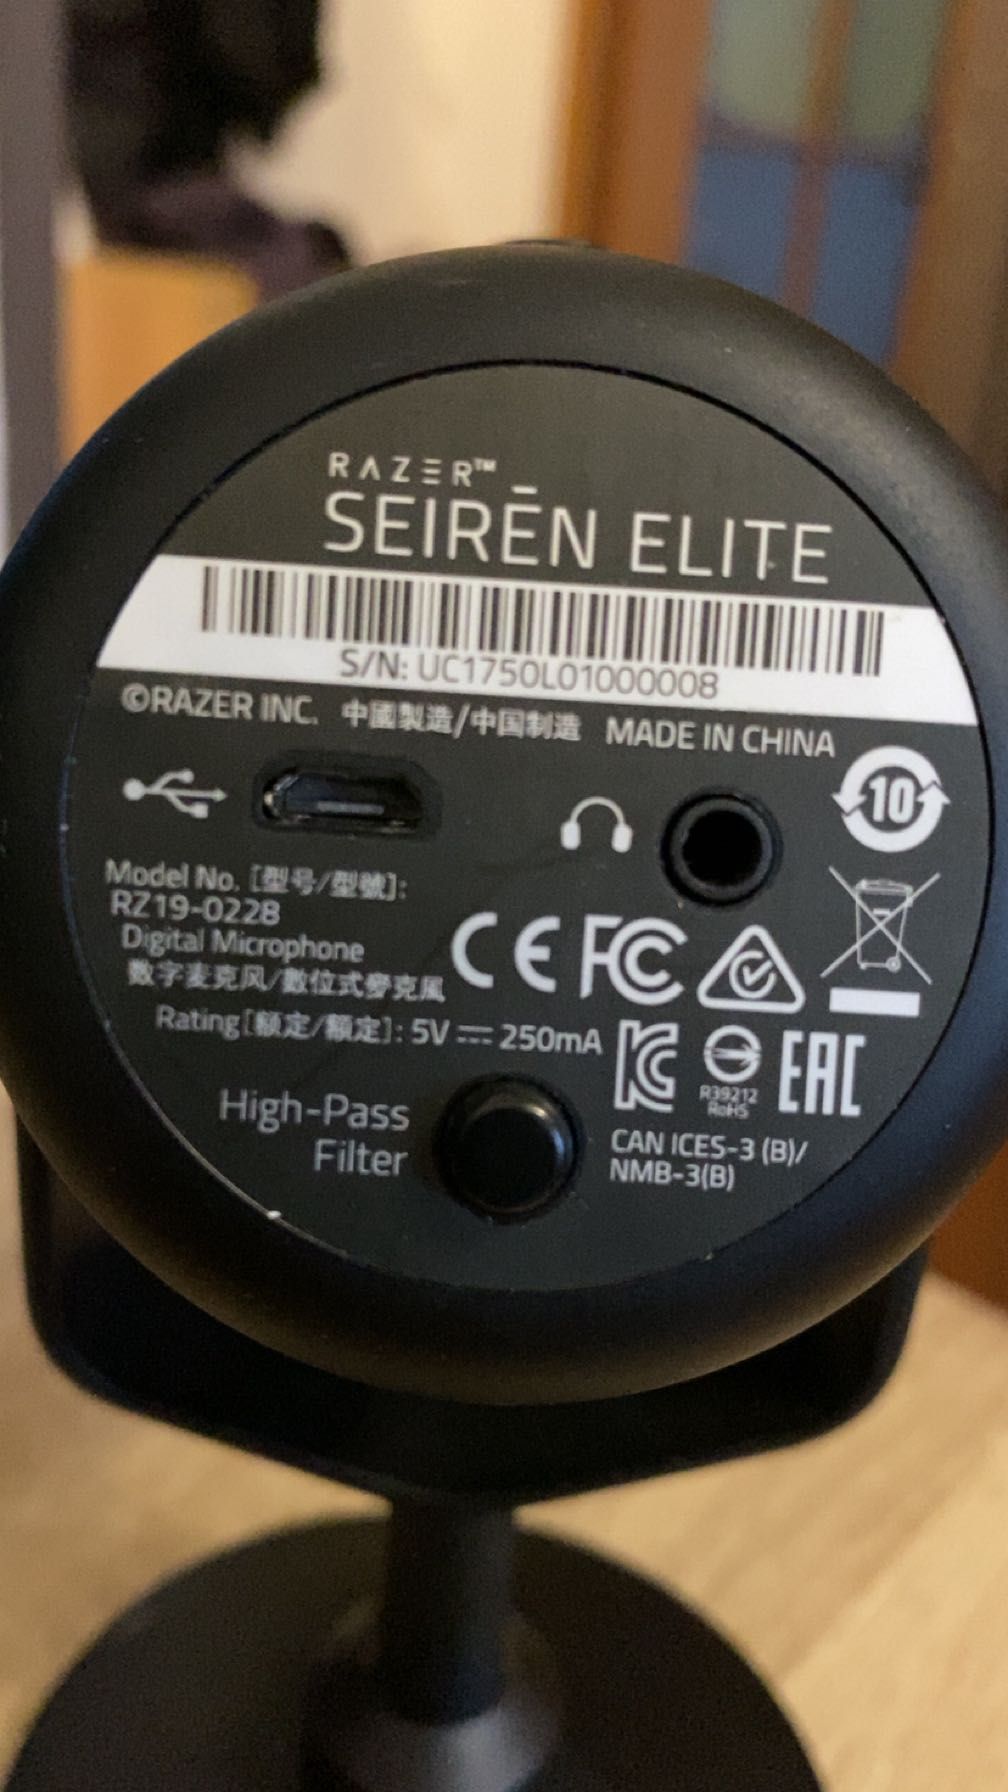 RAZER™
SEIRĒN ELITE
S/N: UC1750L01000008
©RAZER INC. 中國製造/中国制造 MADE IN CHINA
10
Model No. [型号/型號]:
RZ19-0228
Digital Microphone
数字麦克风/數位式麥克風
CE FC
Rating[额定/額定]: 5V ⎓ 250mA
KC
R39212
RoHS
EAC
High-Pass
Filter
CAN ICES-3 (B)/
NMB-3(B)